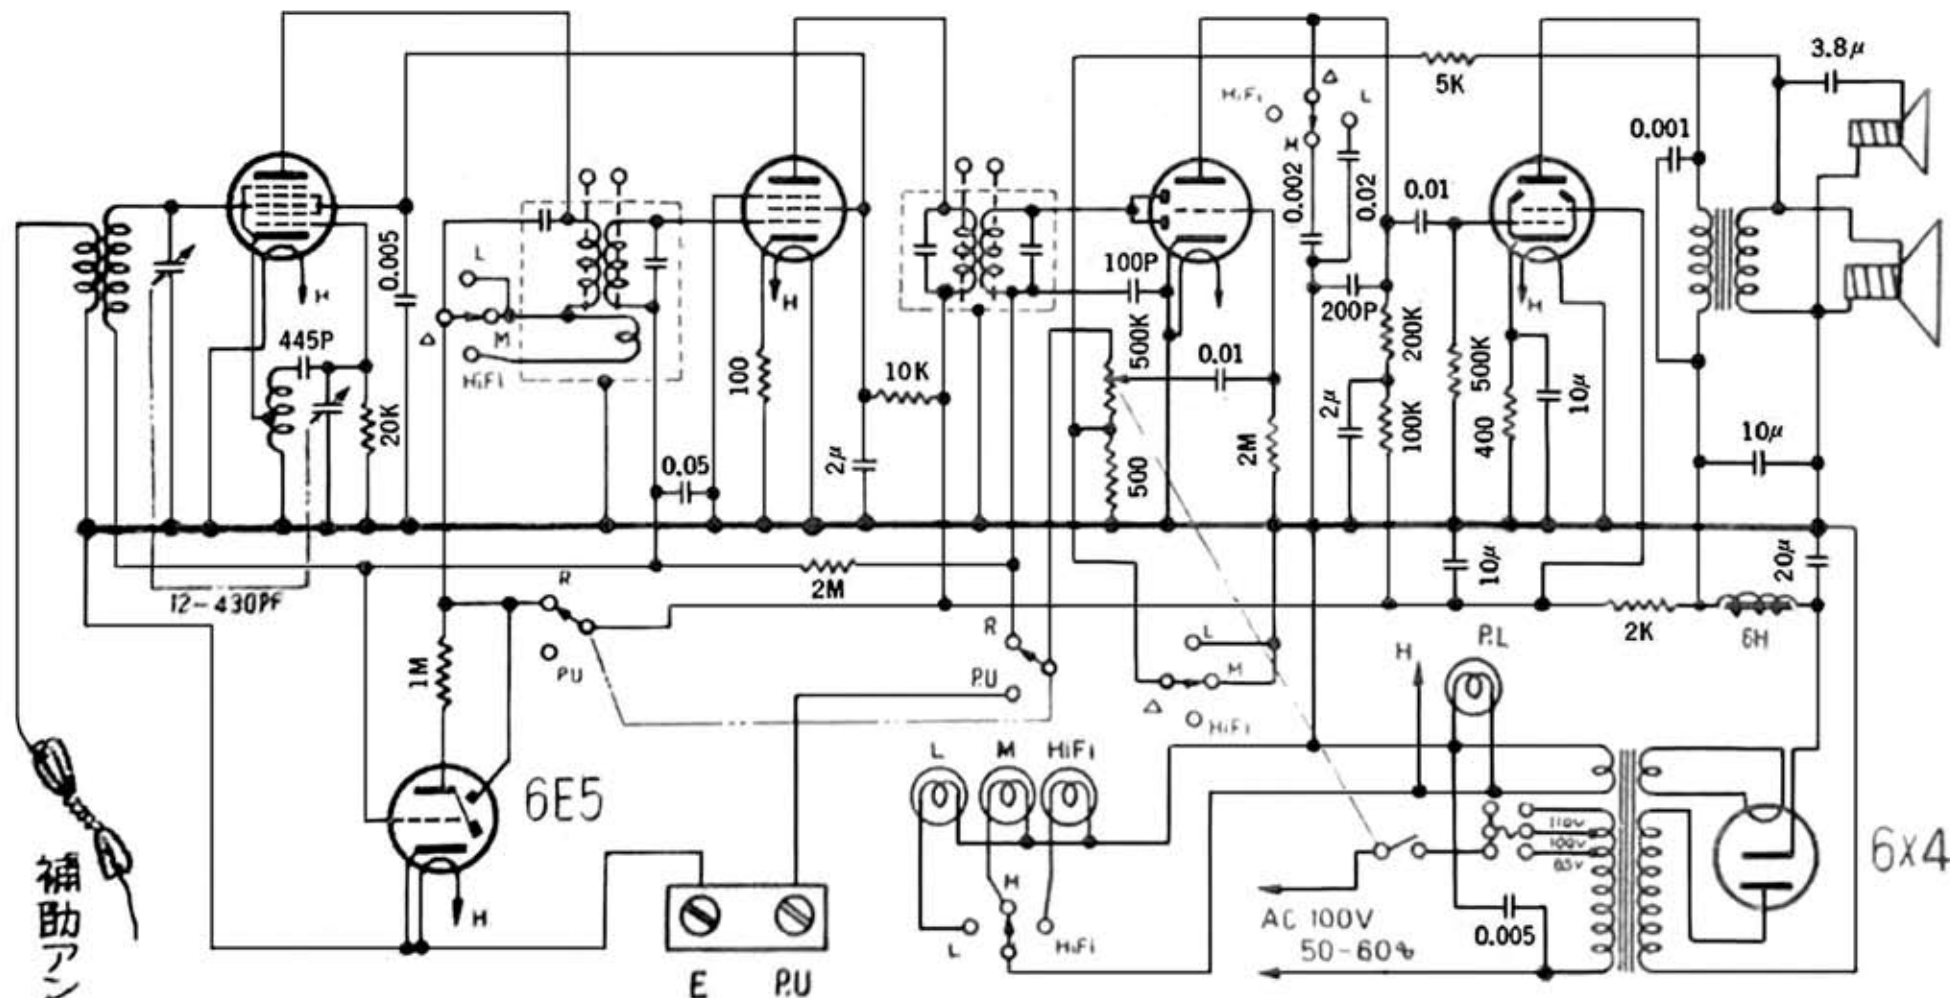 3.8μ
5K
HiFi
Δ
L
M
0.001
0.002
0.02
0.01
0.005
H
L
M
Δ
HiFi
H
100P
200P
H
445P
20K
100
10K
500K
0.01
200K
500K
10μ
2μ
100K
400
0.05
2μ
500
2M
10μ
12-430PF
R
2M
10μ
20μ
PU
R
L
2K
6H
1M
P.U
M
H
P.L
Δ
HiFi
6E5
L
M
HiFi
110V
100V
85V
6X4
H
M
AC 100V
0.005
L
HiFi
50-60%
E
P.U
補助アン